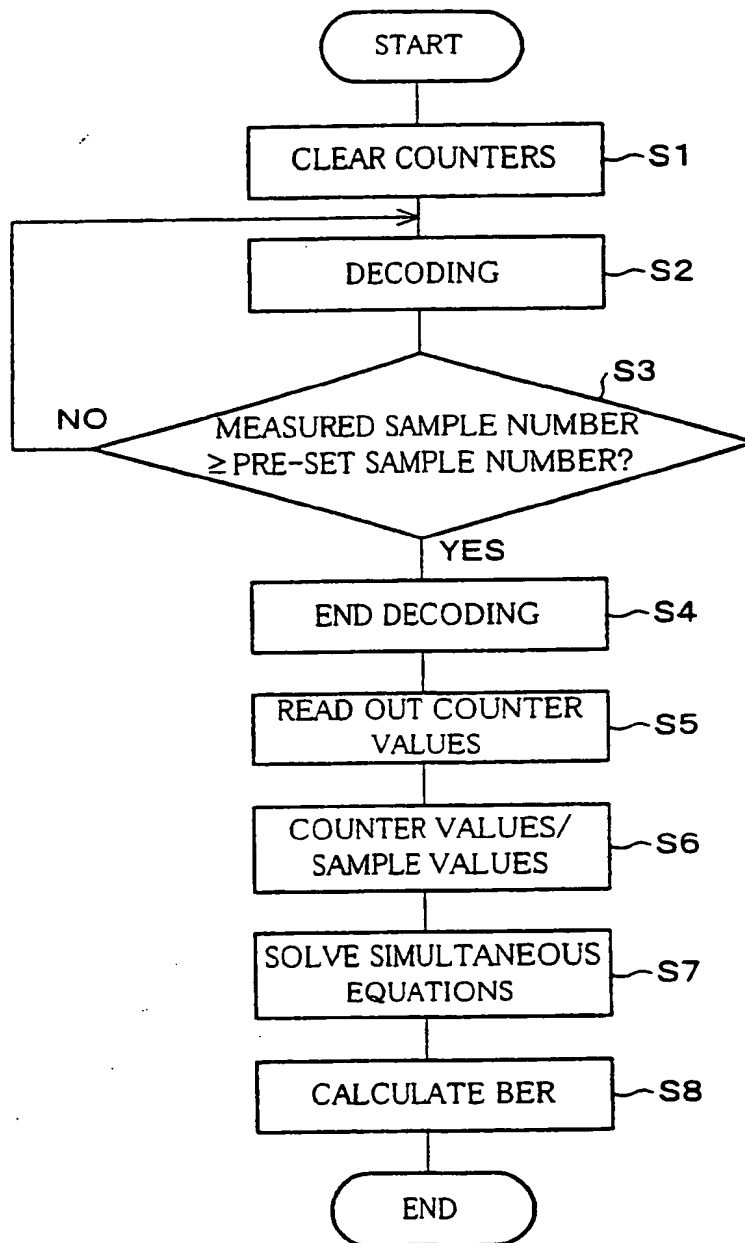 START
CLEAR COUNTERS
S1
DECODING
S2
S3
NO
MEASURED SAMPLE NUMBER
≥PRE-SET SAMPLE NUMBER?
YES
END DECODING
S4
READ OUT COUNTER
VALUES
S5
COUNTER VALUES/
SAMPLE VALUES
S6
SOLVE SIMULTANEOUS
EQUATIONS
S7
CALCULATE BER
S8
END